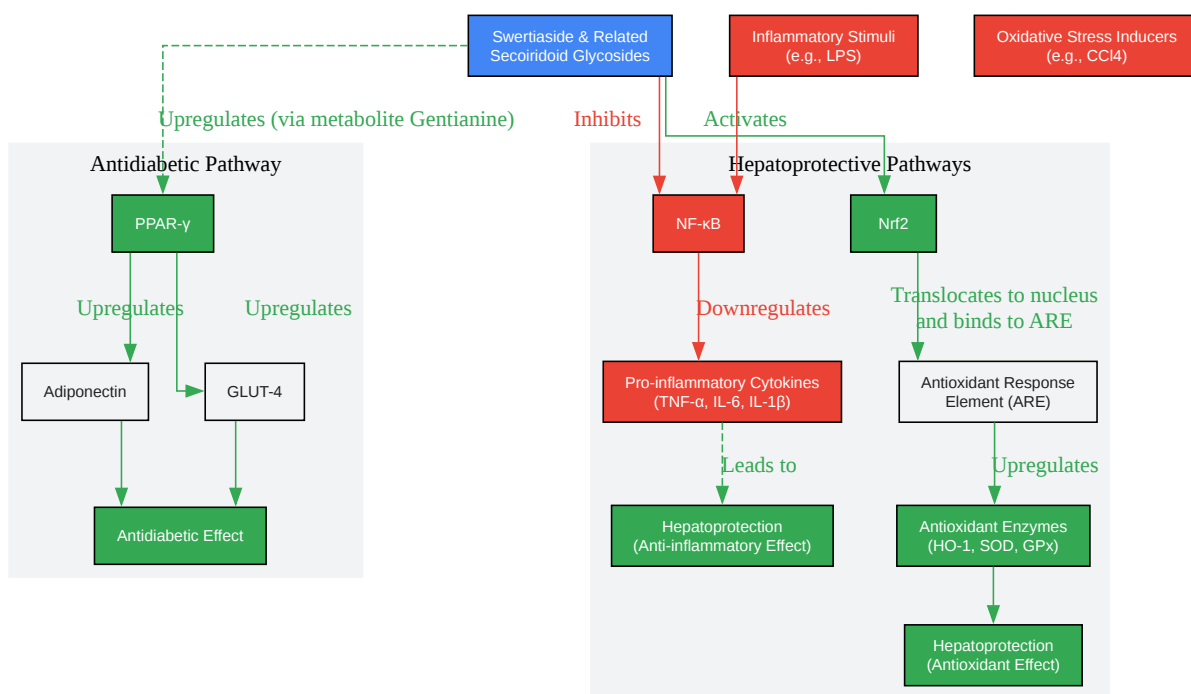 Swertiaside & Related
Secoiridoid Glycosides
Inflammatory Stimuli
(e.g., LPS)
Oxidative Stress Inducers
(e.g., CCl4)
Upregulates (via metabolite Gentianine)
Inhibits
Activates
Antidiabetic Pathway
Hepatoprotective Pathways
PPAR-γ
NF-κB
Nrf2
Upregulates
Upregulates
Downregulates
Translocates to nucleus
and binds to ARE
Adiponectin
GLUT-4
Pro-inflammatory Cytokines
(TNF-α, IL-6, IL-1β)
Antioxidant Response
Element (ARE)
Leads to
Upregulates
Antidiabetic Effect
Hepatoprotection
(Anti-inflammatory Effect)
Antioxidant Enzymes
(HO-1, SOD, GPx)
Hepatoprotection
(Antioxidant Effect)